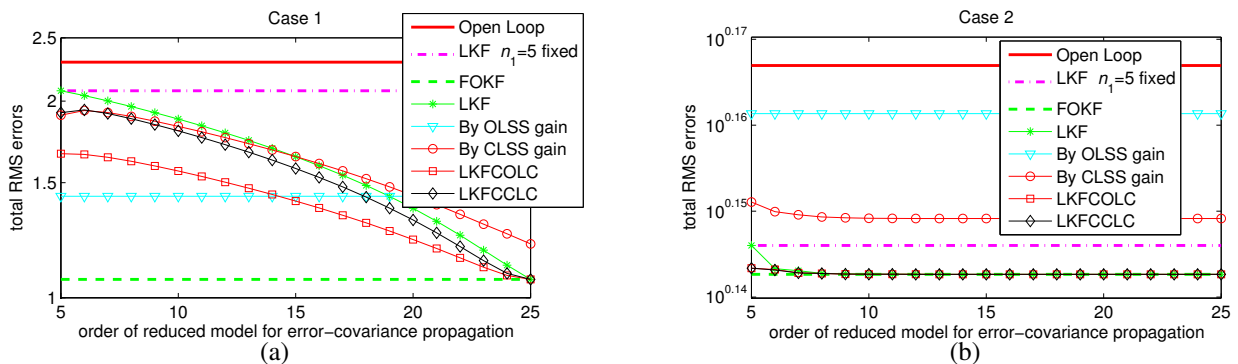 Case 1
2.5
2
1.5
1
5
10
15
20
25
total RMS errors
order of reduced model for error−covariance propagation
Open Loop
LKF n1=5 fixed
FOKF
LKF
By OLSS gain
By CLSS gain
LKFCOLC
LKFCCLC
(a)
Case 2
10^0.17
10^0.16
10^0.15
10^0.14
5
10
15
20
25
total RMS errors
order of reduced model for error−covariance propagation
Open Loop
LKF n1=5 fixed
FOKF
LKF
By OLSS gain
By CLSS gain
LKFCOLC
LKFCCLC
(b)